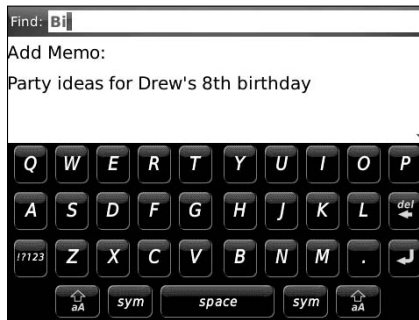 Find: Bi
Add Memo:
Party ideas for Drew's 8th birthday
Q W E R T Y U I O P
A S D F G H J K L del
!?123 Z X C V B N M .
aA sym space sym aA